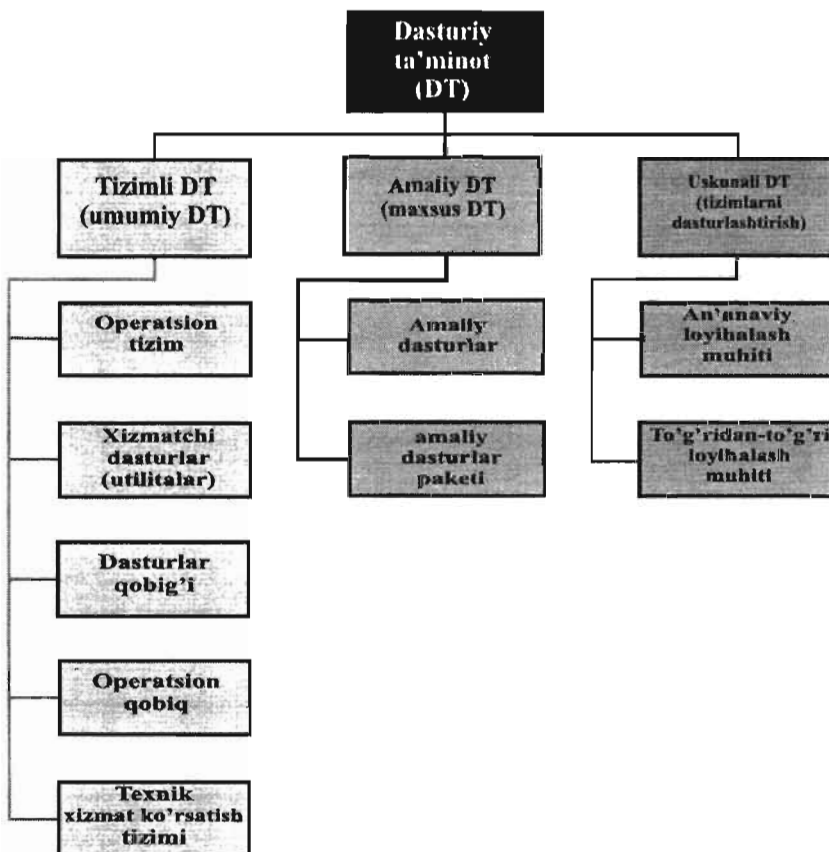 Dasturiy
ta'minot
(DT)
Tizimli DT
(umumiy DT)
Amaliy DT
(maxsus DT)
Uskunali DT
(tizimlarni
dasturlashtirish)
Operatsion
tizim
Xizmatchi
dasturlar
(utilitalar)
Dasturlar
qobig'i
Operatsion
qobiq
Texnik
xizmat ko'rsatish
tizimi
Amaliy
dasturlar
amaliy
dasturlar
paketi
An'anaviy
loyihalash
muhiti
To'g'ridan-to'g'ri
loyihalash
muhiti